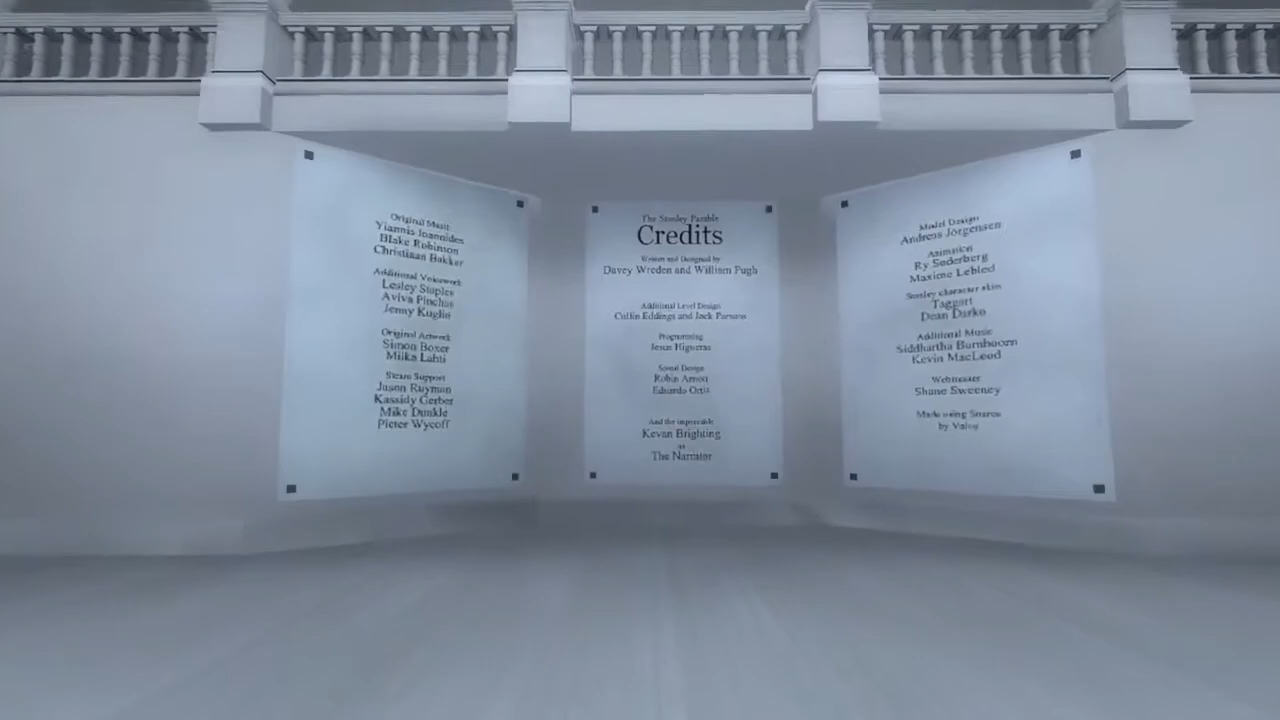 Original Music
Yiannis Ioannides
Blake Robinson
Christiaan Bakker
Additional Voicework
Lesley Staples
Aviva Pinchas
Jenny Kuglin
Original Artwork
Simon Boxer
Miika Lahti
Steam Support
Jason Ruymen
Kassidy Gerber
Mike Dunkle
Pieter Wycoff
The Stanley Parable
Credits
Written and Designed by
Davey Wreden and William Pugh
Additional Level Design
Cullin Eddings and Jack Parsons
Programming
Jesús Higueras
Sound Design
Robin Arnott
Eduardo Ortiz
And the impeccable
Kevan Brighting
as
The Narrator
Model Design
Andreas Jörgensen
Animation
Ry Soderberg
Maxime Lebled
Stanley character skin
Taggart
Dean Darko
Additional Music
Siddhartha Barnhoorn
Kevin MacLeod
Webmaster
Shane Sweeney
Made using Source
by Valve